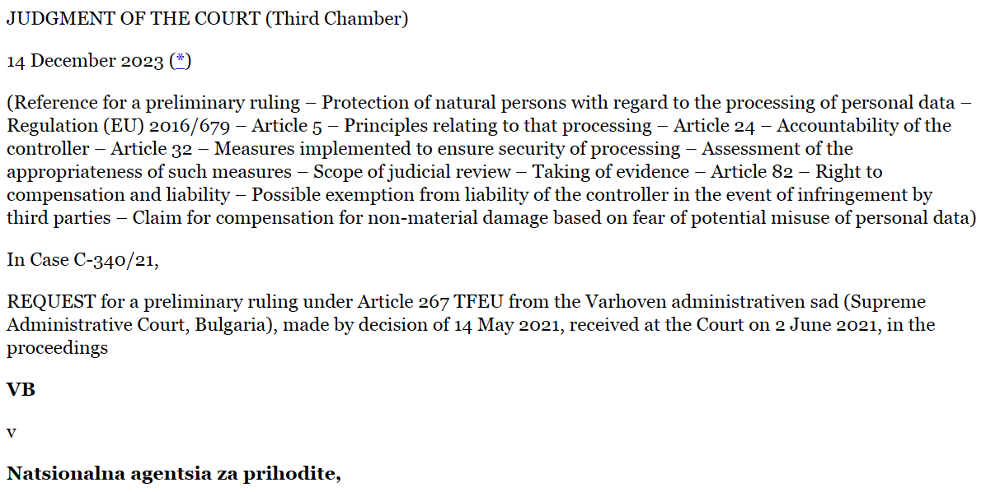 JUDGMENT OF THE COURT (Third Chamber)
14 December 2023 (*)
(Reference for a preliminary ruling – Protection of natural persons with regard to the processing of personal data –
Regulation (EU) 2016/679 – Article 5 – Principles relating to that processing – Article 24 – Accountability of the
controller – Article 32 – Measures implemented to ensure security of processing – Assessment of the
appropriateness of such measures – Scope of judicial review – Taking of evidence – Article 82 – Right to
compensation and liability – Possible exemption from liability of the controller in the event of infringement by
third parties – Claim for compensation for non-material damage based on fear of potential misuse of personal data)
In Case C-340/21,
REQUEST for a preliminary ruling under Article 267 TFEU from the Varhoven administrativen sad (Supreme
Administrative Court, Bulgaria), made by decision of 14 May 2021, received at the Court on 2 June 2021, in the
proceedings
VB
v
Natsionalna agentsia za prihodite,